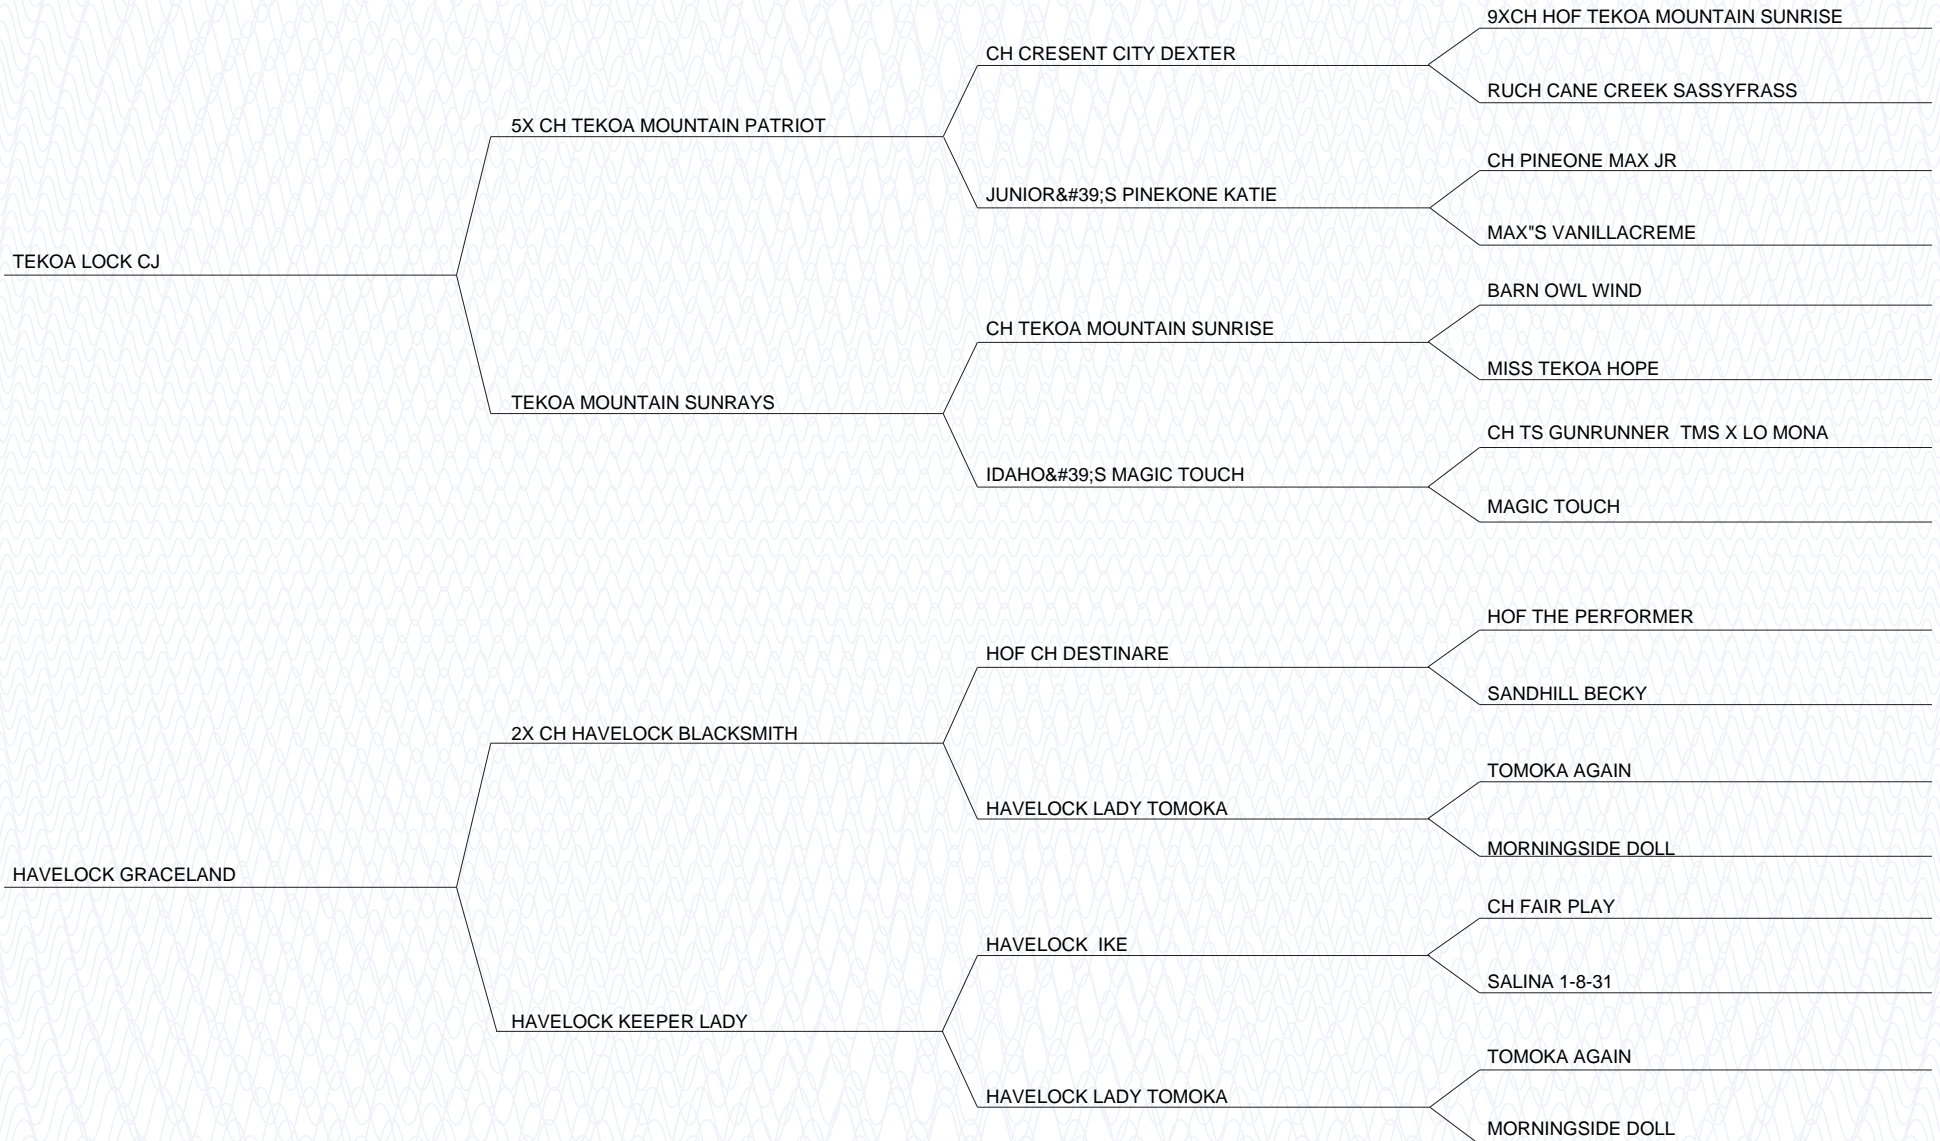 9XCH HOF TEKOA MOUNTAIN SUNRISE
CH CRESENT CITY DEXTER
RUCH CANE CREEK SASSYFRASS
5X CH TEKOA MOUNTAIN PATRIOT
CH PINEONE MAX JR
JUNIOR&#39;S PINEKONE KATIE
MAX"S VANILLACREME
TEKOA LOCK CJ
BARN OWL WIND
CH TEKOA MOUNTAIN SUNRISE
MISS TEKOA HOPE
TEKOA MOUNTAIN SUNRAYS
CH TS GUNRUNNER  TMS X LO MONA
IDAHO&#39;S MAGIC TOUCH
MAGIC TOUCH
HOF THE PERFORMER
HOF CH DESTINARE
SANDHILL BECKY
2X CH HAVELOCK BLACKSMITH
TOMOKA AGAIN
HAVELOCK LADY TOMOKA
MORNINGSIDE DOLL
HAVELOCK GRACELAND
CH FAIR PLAY
HAVELOCK  IKE
SALINA 1-8-31
HAVELOCK KEEPER LADY
TOMOKA AGAIN
HAVELOCK LADY TOMOKA
MORNINGSIDE DOLL